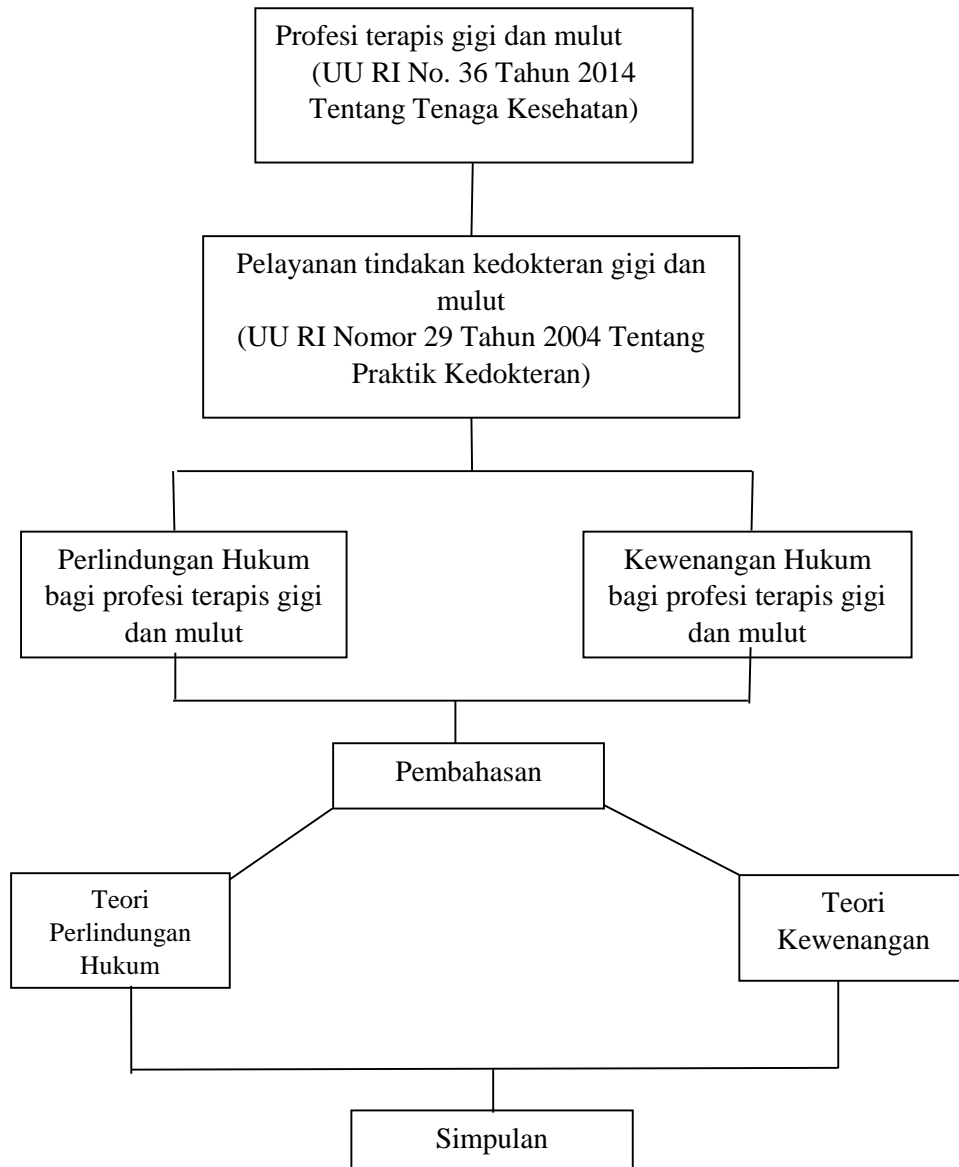 Profesi terapis gigi dan mulut
(UU RI No. 36 Tahun 2014
Tentang Tenaga Kesehatan)
Pelayanan tindakan kedokteran gigi dan
mulut
(UU RI Nomor 29 Tahun 2004 Tentang
Praktik Kedokteran)
Perlindungan Hukum
bagi profesi terapis gigi
dan mulut
Kewenangan Hukum
bagi profesi terapis gigi
dan mulut
Pembahasan
Teori
Perlindungan
Hukum
Teori
Kewenangan
Simpulan